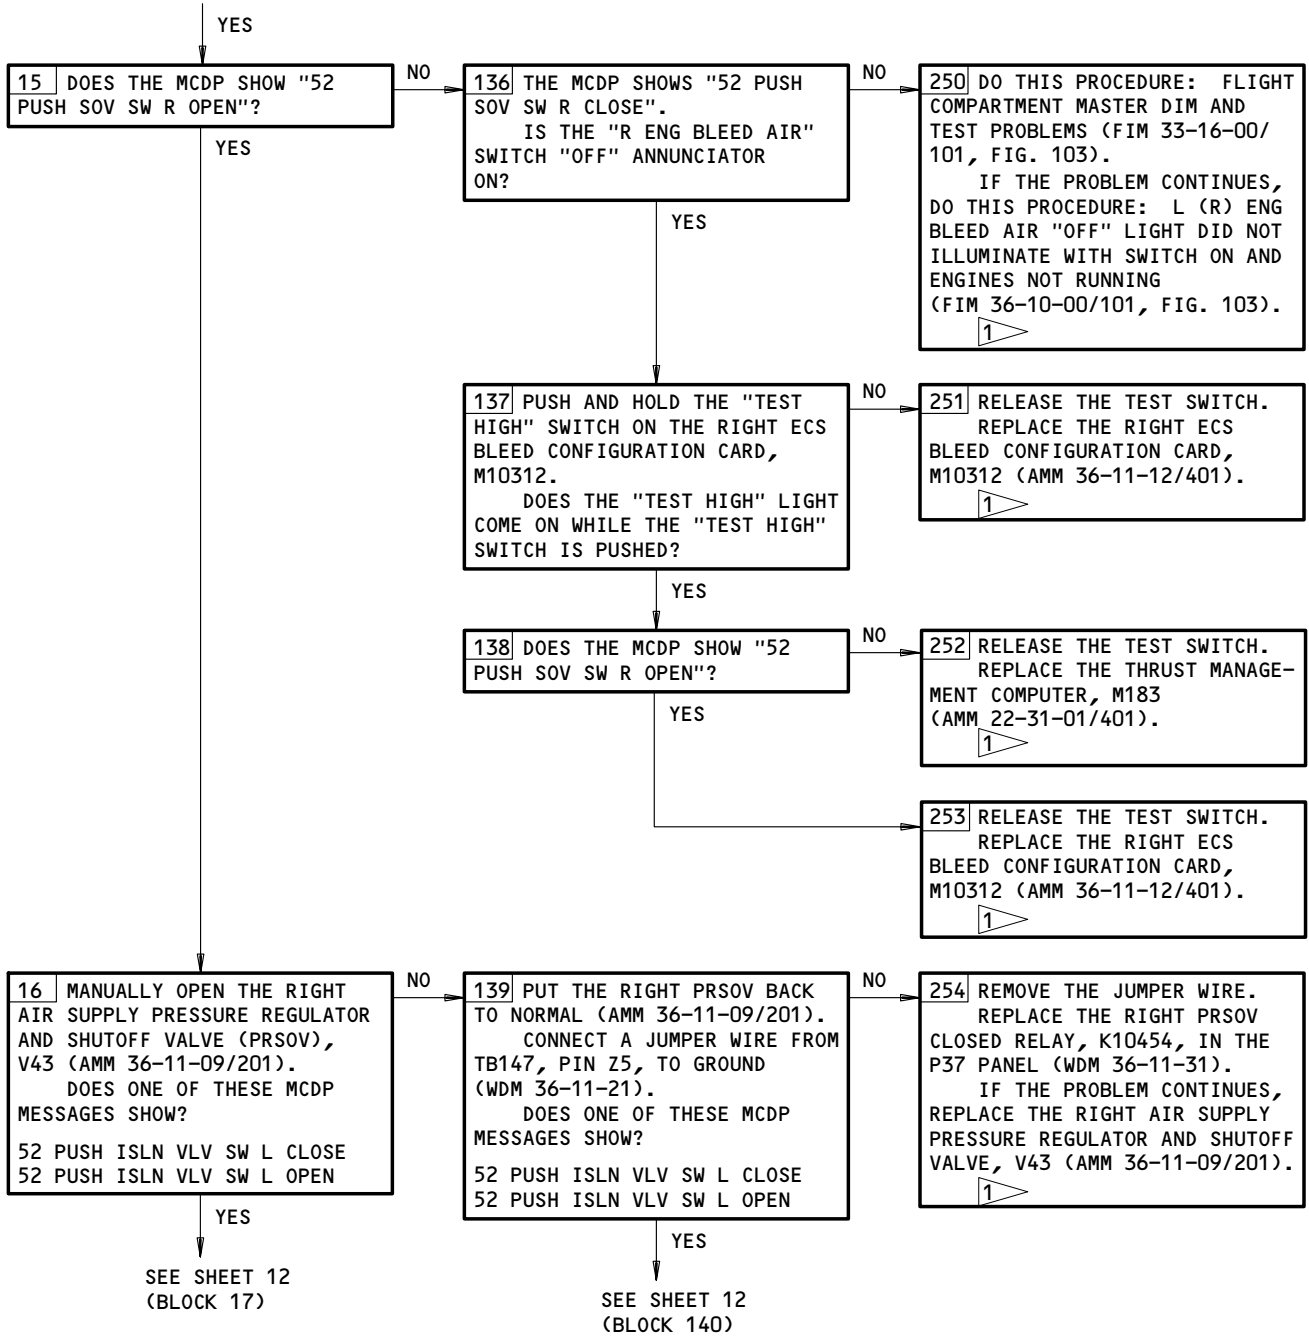 YES
15 DOES THE MCDP SHOW "52
PUSH SOV SW R OPEN"?
NO
YES
136 THE MCDP SHOWS "52 PUSH
SOV SW R CLOSE".
IS THE "R ENG BLEED AIR"
SWITCH "OFF" ANNUNCIATOR
ON?
NO
YES
250 DO THIS PROCEDURE: FLIGHT
COMPARTMENT MASTER DIM AND
TEST PROBLEMS (FIM 33-16-00/
101, FIG. 103).
IF THE PROBLEM CONTINUES,
DO THIS PROCEDURE: L (R) ENG
BLEED AIR "OFF" LIGHT DID NOT
ILLUMINATE WITH SWITCH ON AND
ENGINES NOT RUNNING
(FIM 36-10-00/101, FIG. 103).
1
137 PUSH AND HOLD THE "TEST
HIGH" SWITCH ON THE RIGHT ECS
BLEED CONFIGURATION CARD,
M10312.
DOES THE "TEST HIGH" LIGHT
COME ON WHILE THE "TEST HIGH"
SWITCH IS PUSHED?
NO
YES
251 RELEASE THE TEST SWITCH.
REPLACE THE RIGHT ECS
BLEED CONFIGURATION CARD,
M10312 (AMM 36-11-12/401).
1
138 DOES THE MCDP SHOW "52
PUSH SOV SW R OPEN"?
NO
YES
252 RELEASE THE TEST SWITCH.
REPLACE THE THRUST MANAGE-
MENT COMPUTER, M183
(AMM 22-31-01/401).
1
253 RELEASE THE TEST SWITCH.
REPLACE THE RIGHT ECS
BLEED CONFIGURATION CARD,
M10312 (AMM 36-11-12/401).
1
16 MANUALLY OPEN THE RIGHT
AIR SUPPLY PRESSURE REGULATOR
AND SHUTOFF VALVE (PRSOV),
V43 (AMM 36-11-09/201).
DOES ONE OF THESE MCDP
MESSAGES SHOW?
52 PUSH ISLN VLV SW L CLOSE
52 PUSH ISLN VLV SW L OPEN
NO
YES
SEE SHEET 12
(BLOCK 17)
139 PUT THE RIGHT PRSOV BACK
TO NORMAL (AMM 36-11-09/201).
CONNECT A JUMPER WIRE FROM
TB147, PIN Z5, TO GROUND
(WDM 36-11-21).
DOES ONE OF THESE MCDP
MESSAGES SHOW?
52 PUSH ISLN VLV SW L CLOSE
52 PUSH ISLN VLV SW L OPEN
NO
YES
SEE SHEET 12
(BLOCK 140)
254 REMOVE THE JUMPER WIRE.
REPLACE THE RIGHT PRSOV
CLOSED RELAY, K10454, IN THE
P37 PANEL (WDM 36-11-31).
IF THE PROBLEM CONTINUES,
REPLACE THE RIGHT AIR SUPPLY
PRESSURE REGULATOR AND SHUTOFF
VALVE, V43 (AMM 36-11-09/201).
1